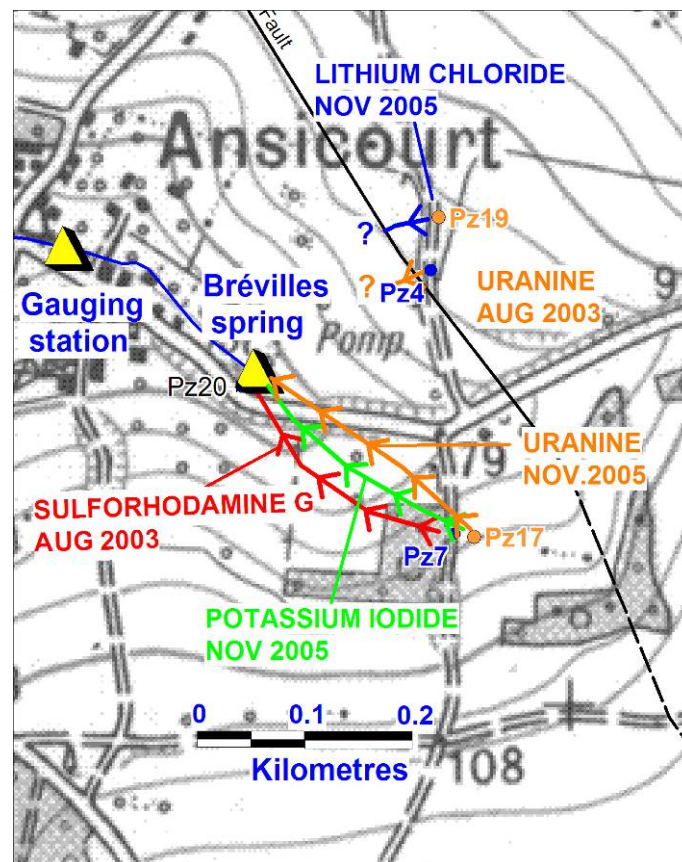 Fault
LITHIUM CHLORIDE
NOV 2005
Ansicourt
?
Pz19
?
Pz4
URANINE
AUG 2003
9
Gauging
station
Brévilles
spring
Pomp.
Pz20
79
URANINE
NOV.2005
SULFORHODAMINE G
AUG 2003
Pz7
Pz17
POTASSIUM IODIDE
NOV 2005
0 0.1 0.2
Kilometres
108